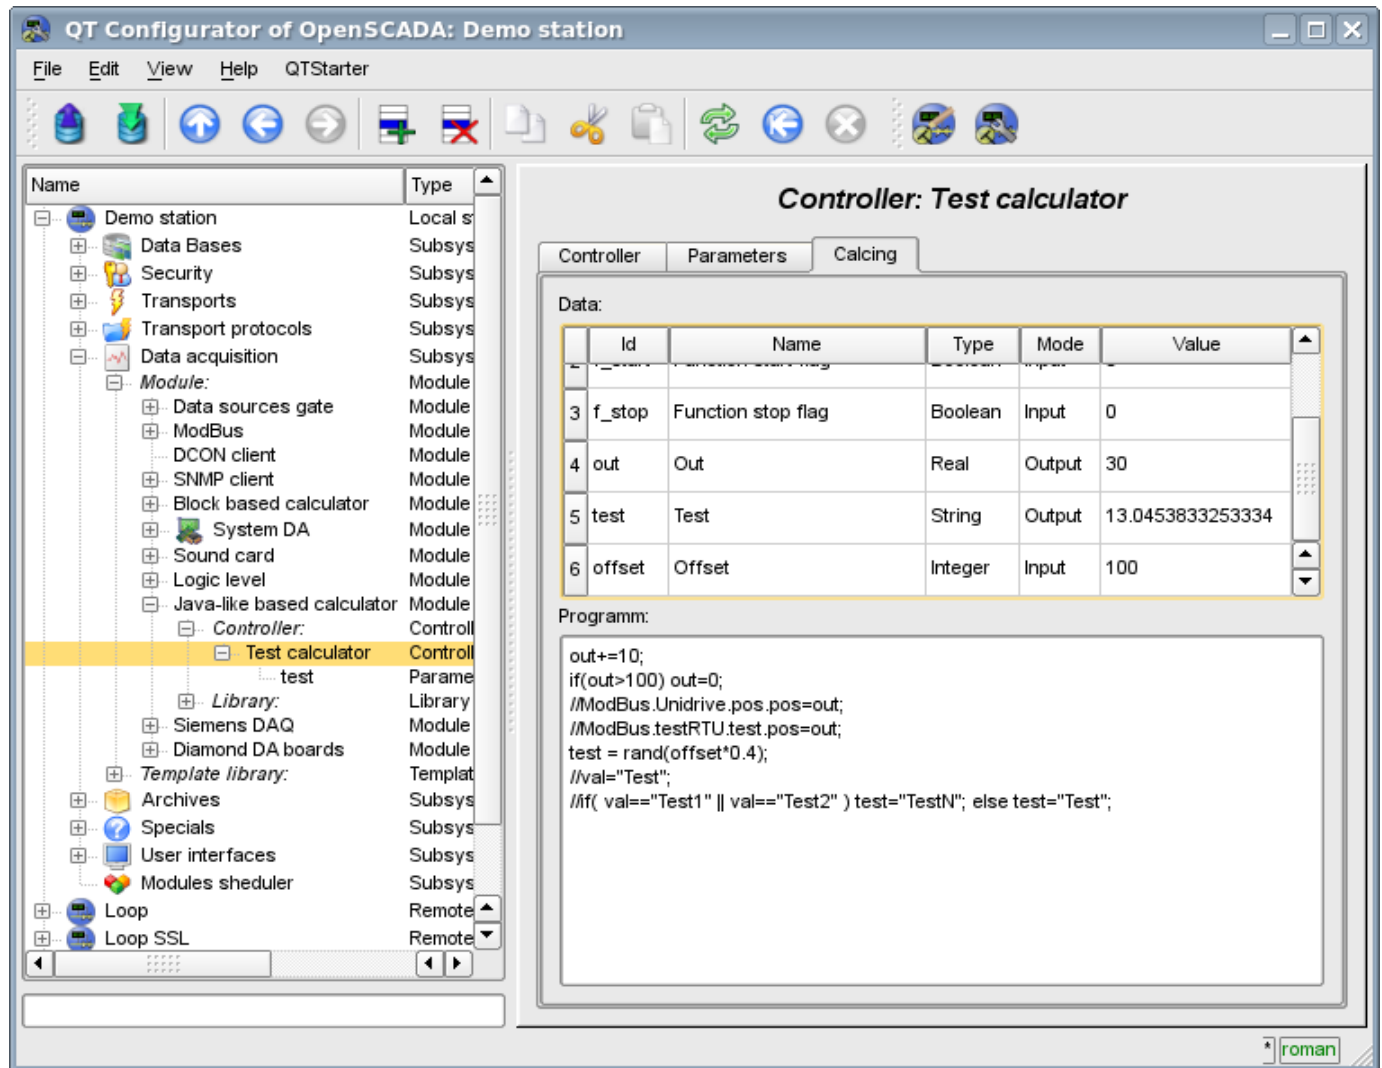 QT Configurator of OpenSCADA: Demo station
File Edit View Help QTStarter
Name Type
Demo station Local s
Data Bases Subsys
Security Subsys
Transports Subsys
Transport protocols Subsys
Data acquisition Subsys
Module: Module
Data sources gate Module
ModBus Module
DCON client Module
SNMP client Module
Block based calculator Module
System DA Module
Sound card Module
Logic level Module
Java-like based calculator Module
Controller: Controll
Test calculator Controll
test Parame
Library: Library
Siemens DAQ Module
Diamond DA boards Module
Template library: Templat
Archives Subsys
Specials Subsys
User interfaces Subsys
Modules sheduler Subsys
Loop Remote
Loop SSL Remote
Controller: Test calculator
Controller Parameters Calcing
Data:
Id Name Type Mode Value
3 f_stop Function stop flag Boolean Input 0
4 out Out Real Output 30
5 test Test String Output 13.0453833253334
6 offset Offset Integer Input 100
Programm:
out+=10;
if(out>100) out=0;
//ModBus.Unidrive.pos.pos=out;
//ModBus.testRTU.test.pos=out;
test = rand(offset*0.4);
//val="Test";
//if( val=="Test1" || val=="Test2" ) test="TestN"; else test="Test";
* roman